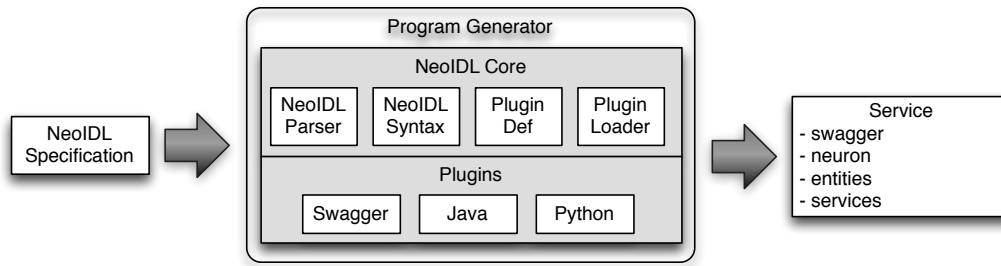 Program Generator
NeoIDL Core
NeoIDL
Parser
NeoIDL
Syntax
Plugin
Def
Plugin
Loader
Plugins
Swagger
Java
Python
NeoIDL
Specification
Service
- swagger
- neuron
- entities
- services